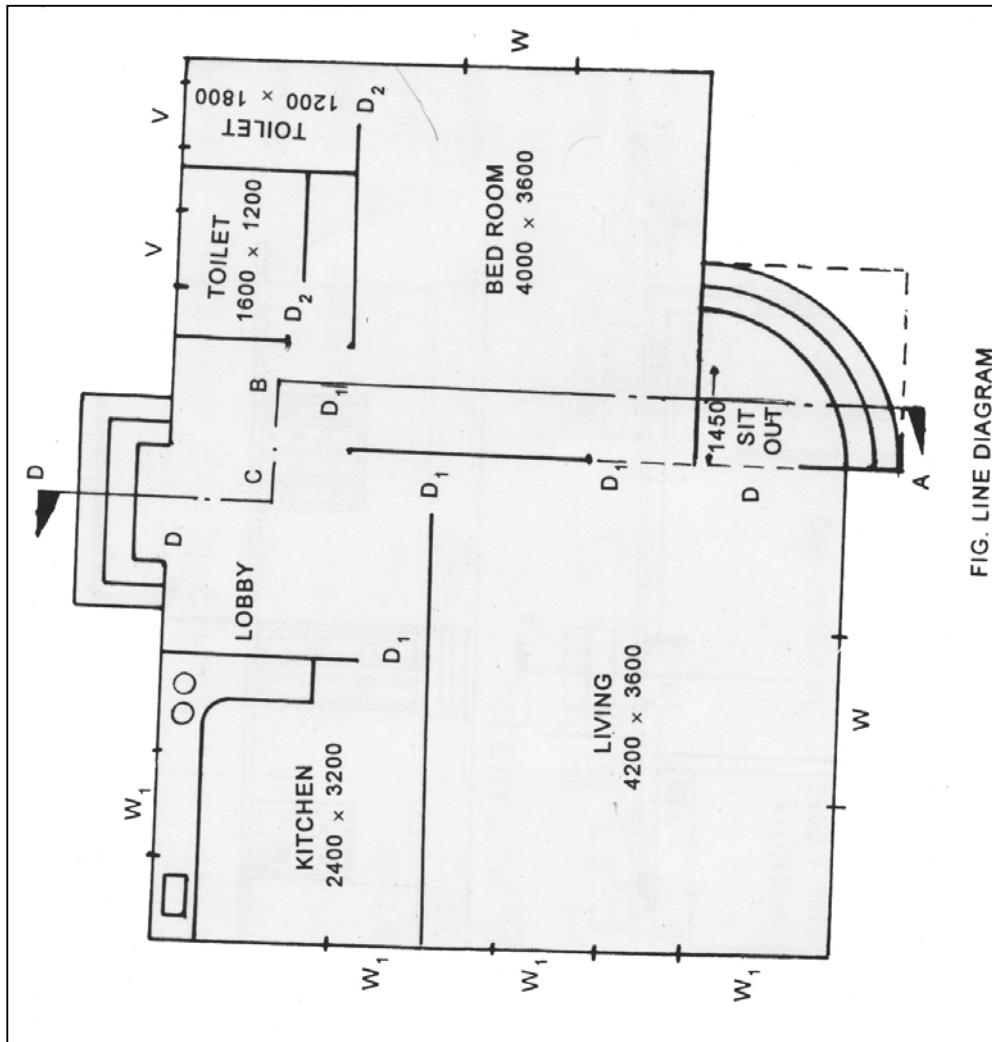 W
V
TOILET
1200 × 1800
D₂
V
TOILET
1600 × 1200
D₂
BED ROOM
4000 × 3600
B
D₁
D
C
D
LOBBY
D₁
D₁
D₁
1450
SIT
OUT
D
A
KITCHEN
2400 × 3200
W₁
LIVING
4200 × 3600
W
W₁
W₁
W₁
FIG. LINE DIAGRAM